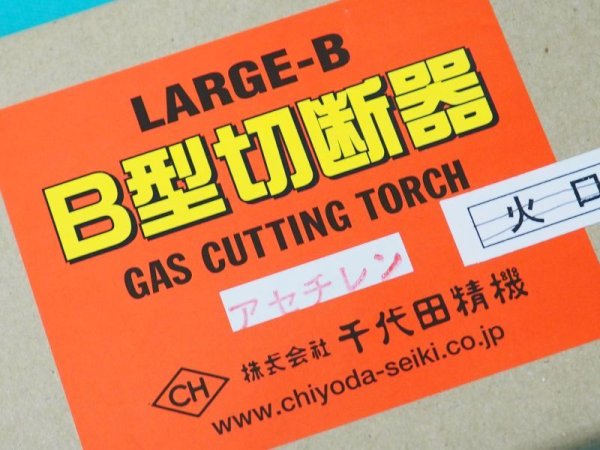 LARGE-B
B型切断器
GAS CUTTING TORCH
火口
アセチレン
CH 株式会社 千代田精機
www.chiyoda-seiki.co.jp